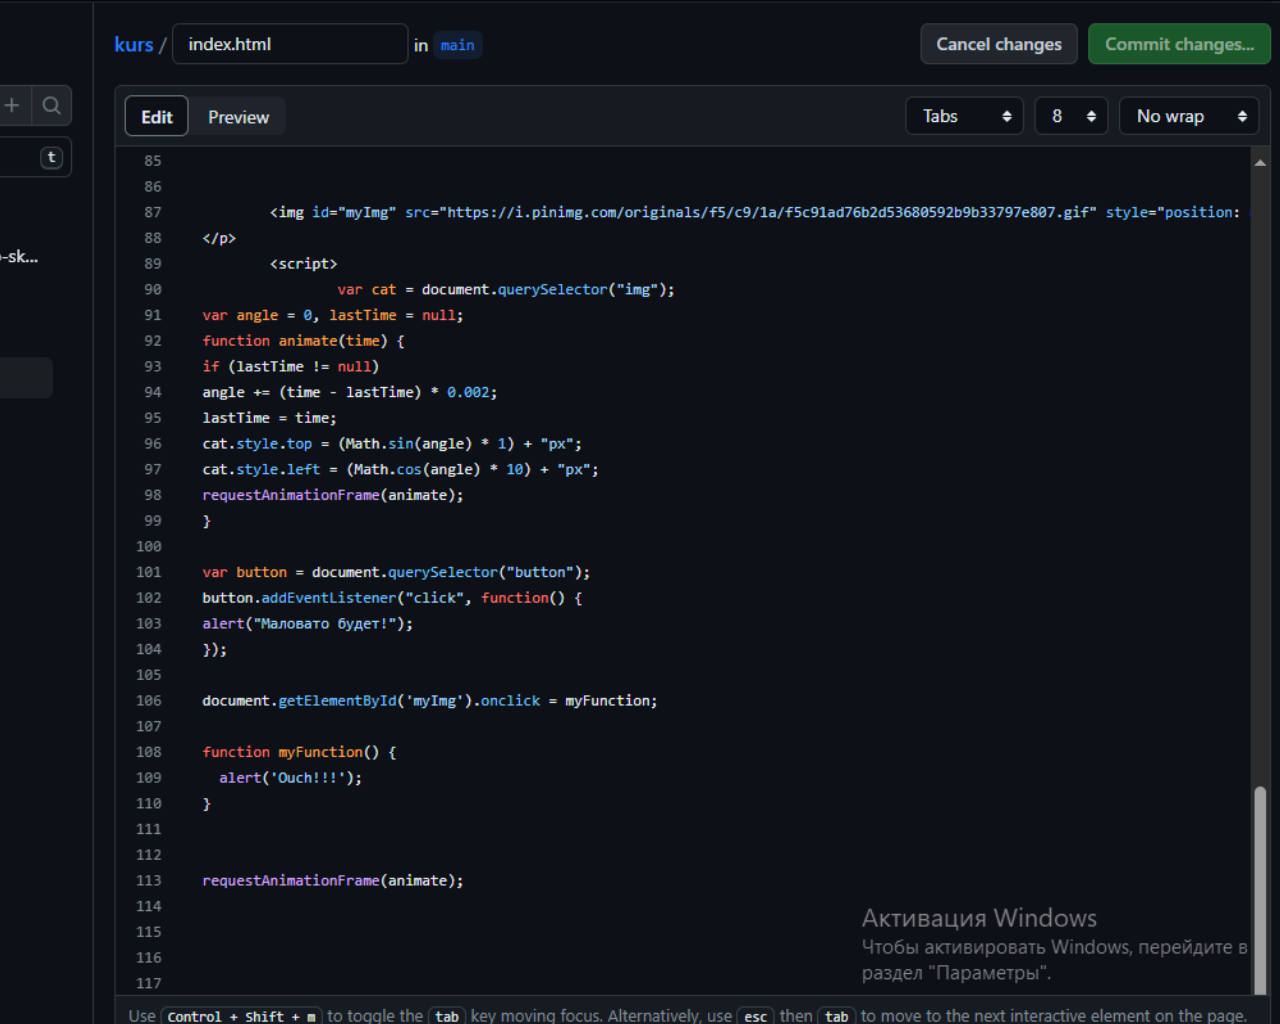 kurs / index.html in main Cancel changes Commit changes...
Edit Preview Tabs 8 No wrap
t
-sk...
85
86
87 <img id="myImg" src="https://i.pinimg.com/originals/f5/c9/1a/f5c91ad76b2d53680592b9b33797e807.gif" style="position:
88 </p>
89 <script>
90 var cat = document.querySelector("img");
91 var angle = 0, lastTime = null;
92 function animate(time) {
93 if (lastTime != null)
94 angle += (time - lastTime) * 0.002;
95 lastTime = time;
96 cat.style.top = (Math.sin(angle) * 1) + "px";
97 cat.style.left = (Math.cos(angle) * 10) + "px";
98 requestAnimationFrame(animate);
99 }
100
101 var button = document.querySelector("button");
102 button.addEventListener("click", function() {
103 alert("Маловато будет!");
104 });
105
106 document.getElementById('myImg').onclick = myFunction;
107
108 function myFunction() {
109 alert('Ouch!!!');
110 }
111
112
113 requestAnimationFrame(animate);
114
115
116
117
Активация Windows
Чтобы активировать Windows, перейдите в
раздел "Параметры".
Use Control + Shift + m to toggle the tab key moving focus. Alternatively, use esc then tab to move to the next interactive element on the page.